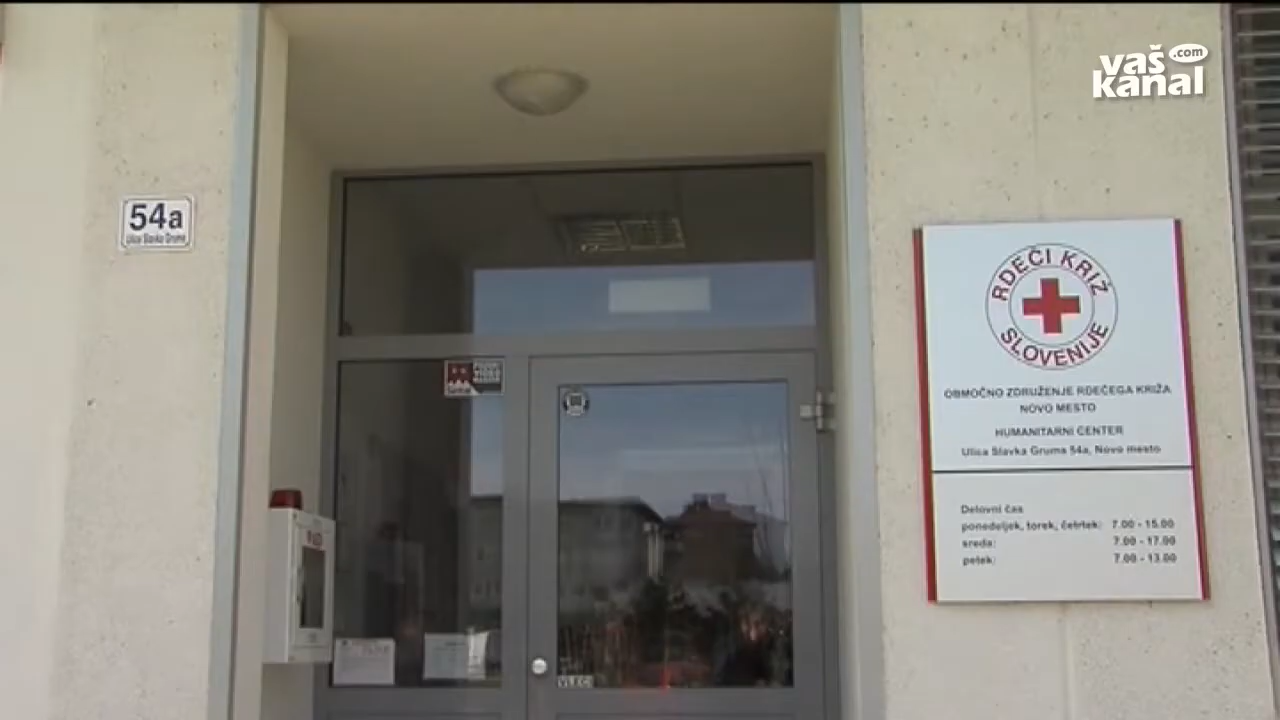 vaš .com
kanal
54a
Ulica Slavka Gruma
RDEČI KRIŽ
SLOVENIJE
OBMOČNO ZDRUŽENJE RDEČEGA KRIŽA
NOVO MESTO
HUMANITARNI CENTER
Ulica Slavka Gruma 54a, Novo mesto
Delovni čas
ponedeljek, torek, četrtek: 7.00 - 15.00
sreda: 7.00 - 17.00
petek: 7.00 - 13.00
VLECI